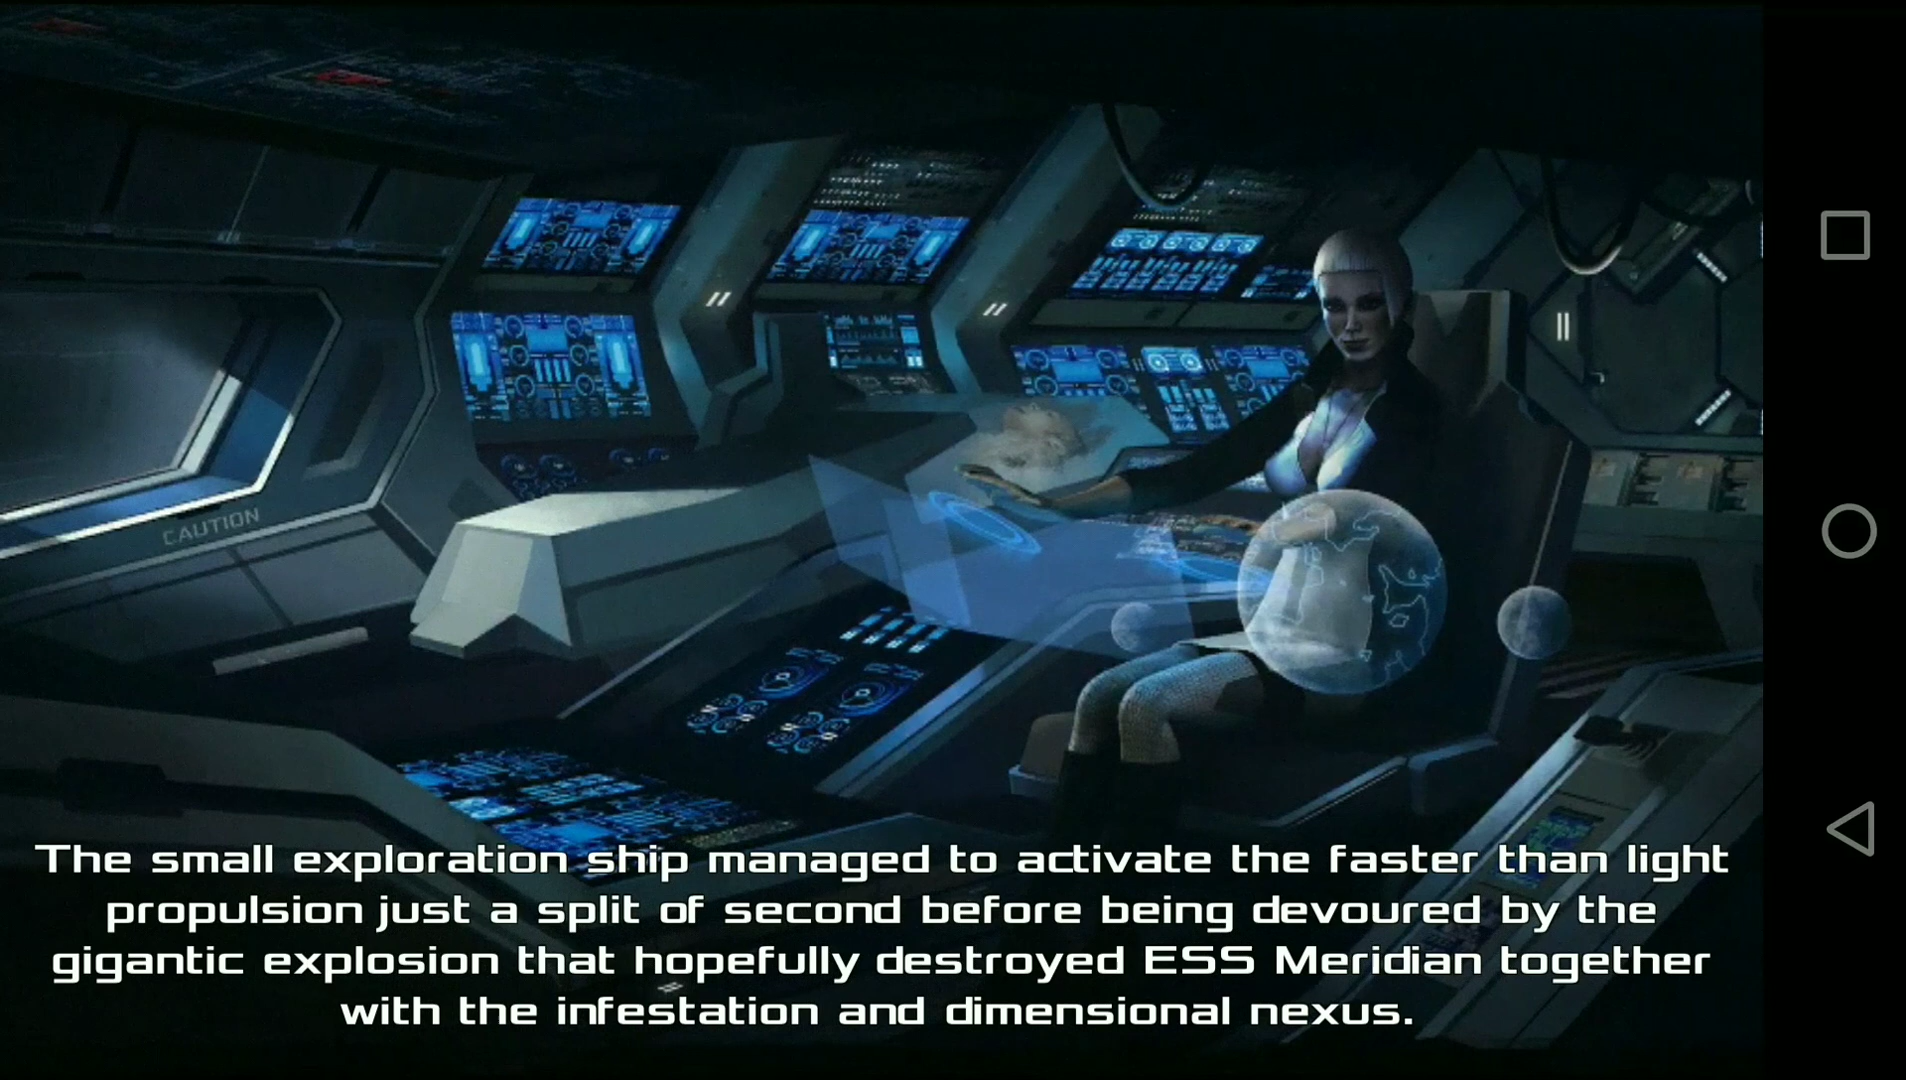 CAUTION
The small exploration ship managed to activate the faster than light
propulsion just a split of second before being devoured by the
gigantic explosion that hopefully destroyed ESS Meridian together
with the infestation and dimensional nexus.